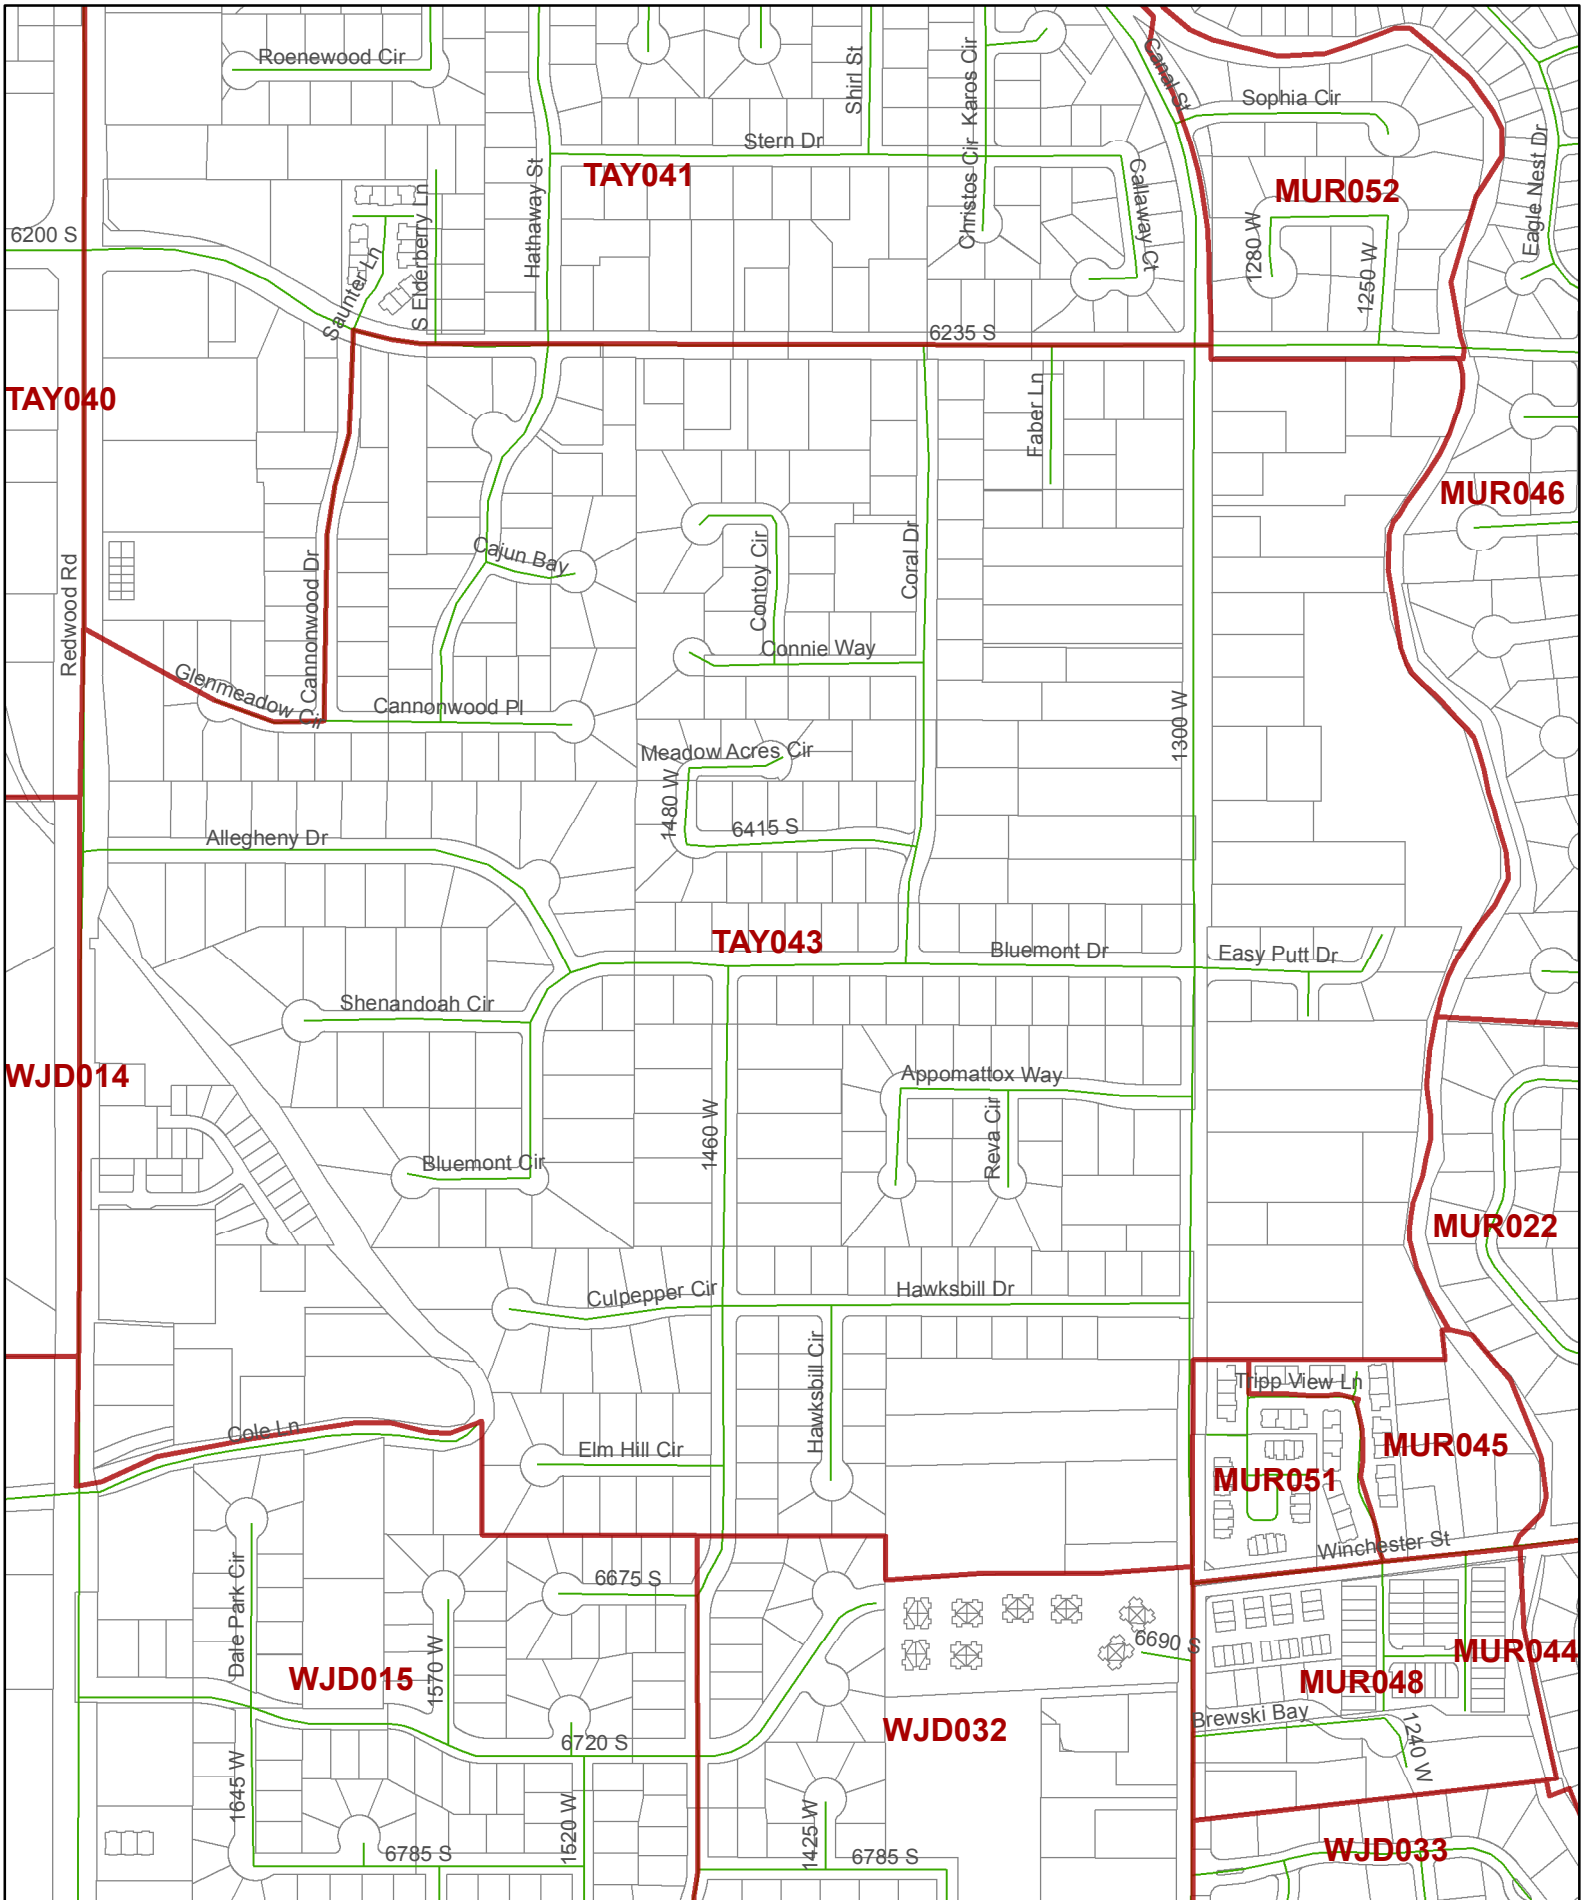 Roenewood Cir
Shirl St
Karos Cir
Canal St
Sophia Cir
Stern Dr
Hathaway St
TAY041
Christos Cir
Callaway Ct
MUR052
Eagle Nest Dr
6200 S
Saunter Ln
S Elderberry Ln
1280 W
1250 W
6235 S
TAY040
Faber Ln
MUR046
Redwood Rd
Cannonwood Dr
Cajun Bay
Contoy Cir
Coral Dr
Connie Way
Glenmeadow Cir
Cannonwood Pl
1300 W
Meadow Acres Cir
1480 W
6415 S
Allegheny Dr
TAY043
Bluemont Dr
Easy Putt Dr
Shenandoah Cir
WJD014
Appomattox Way
1460 W
Reva Cir
Bluemont Cir
MUR022
Culpepper Cir
Hawksbill Dr
Hawksbill Cir
Tripp View Ln
Cole Ln
Elm Hill Cir
MUR045
MUR051
Winchester St
Dale Park Cir
6675 S
1570 W
WJD015
6690 S
MUR044
MUR048
Brewski Bay
1240 W
6720 S
WJD032
1645 W
1520 W
1425 W
6785 S
6785 S
WJD033